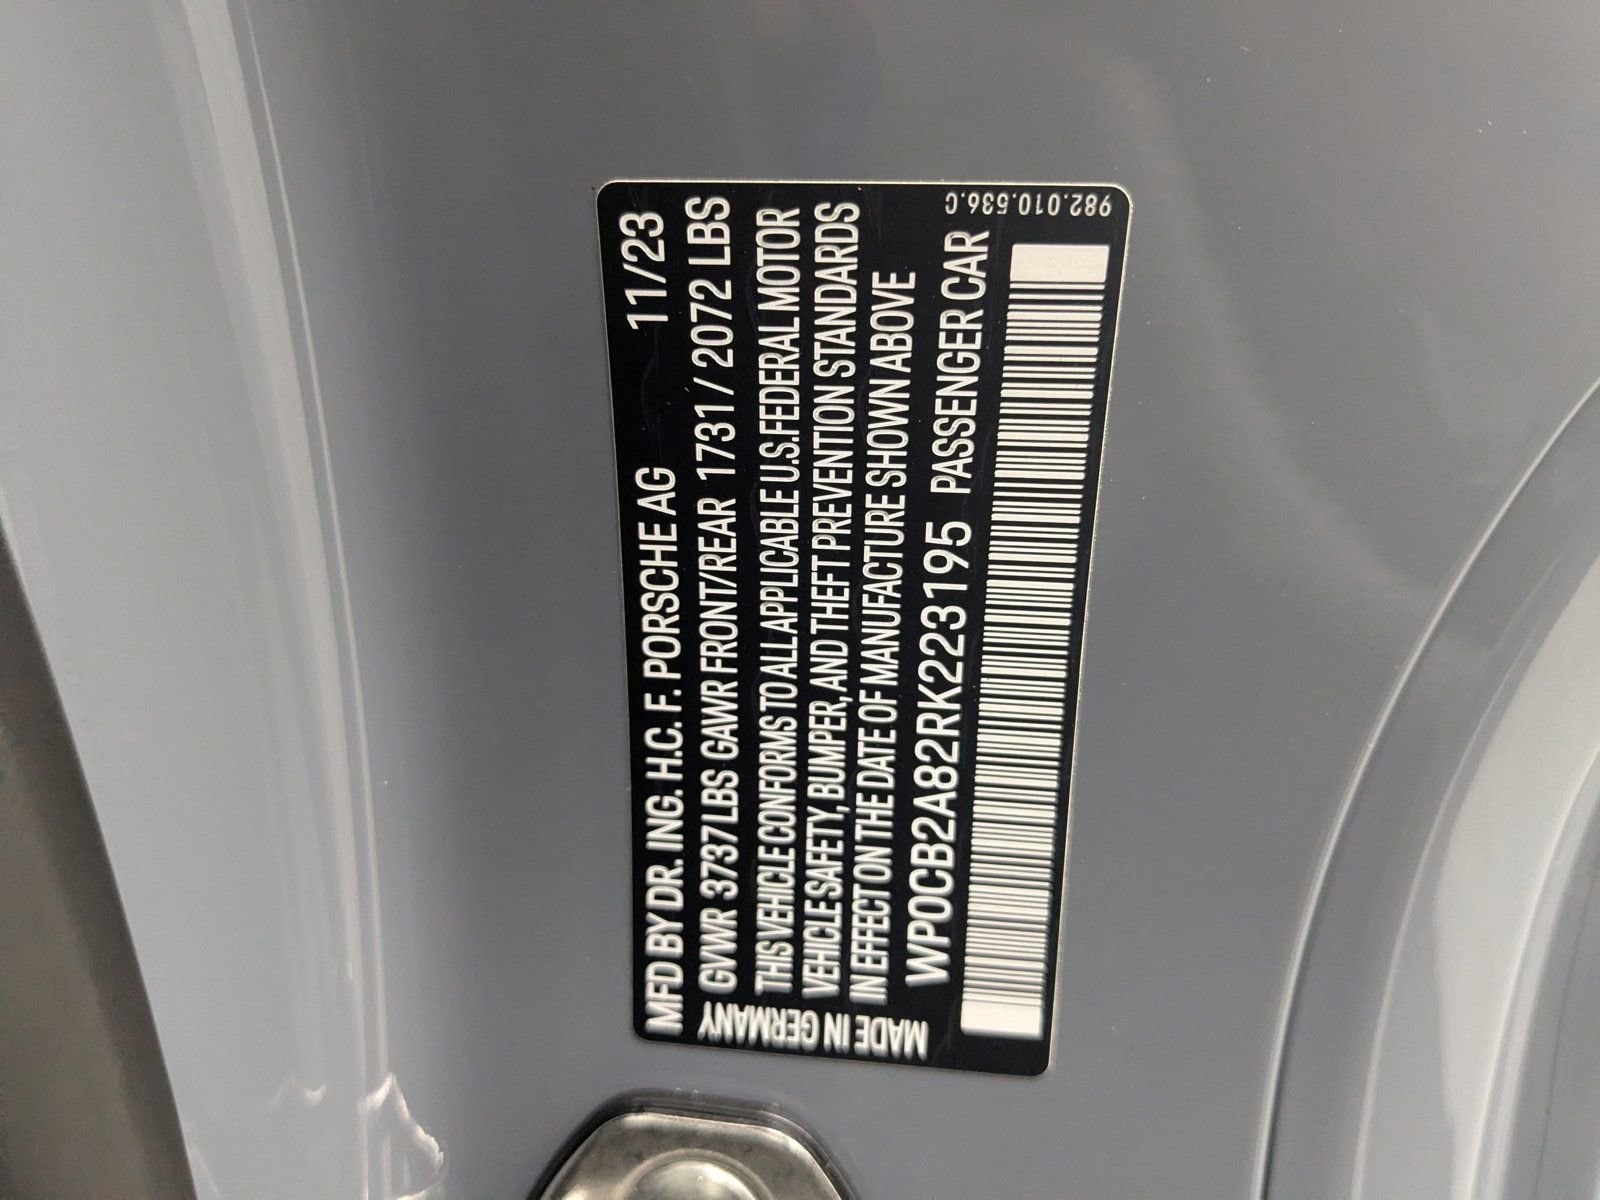 MFD BY DR. ING. H.C. F. PORSCHE AG 11/23
GVWR 3737 LBS GAWR FRONT/REAR 1731/2072 LBS
THIS VEHICLE CONFORMS TO ALL APPLICABLE U.S. FEDERAL MOTOR
VEHICLE SAFETY, BUMPER, AND THEFT PREVENTION STANDARDS
IN EFFECT ON THE DATE OF MANUFACTURE SHOWN ABOVE
WP0CB2A82RK223195 PASSENGER CAR
MADE IN GERMANY
982.010.536.C